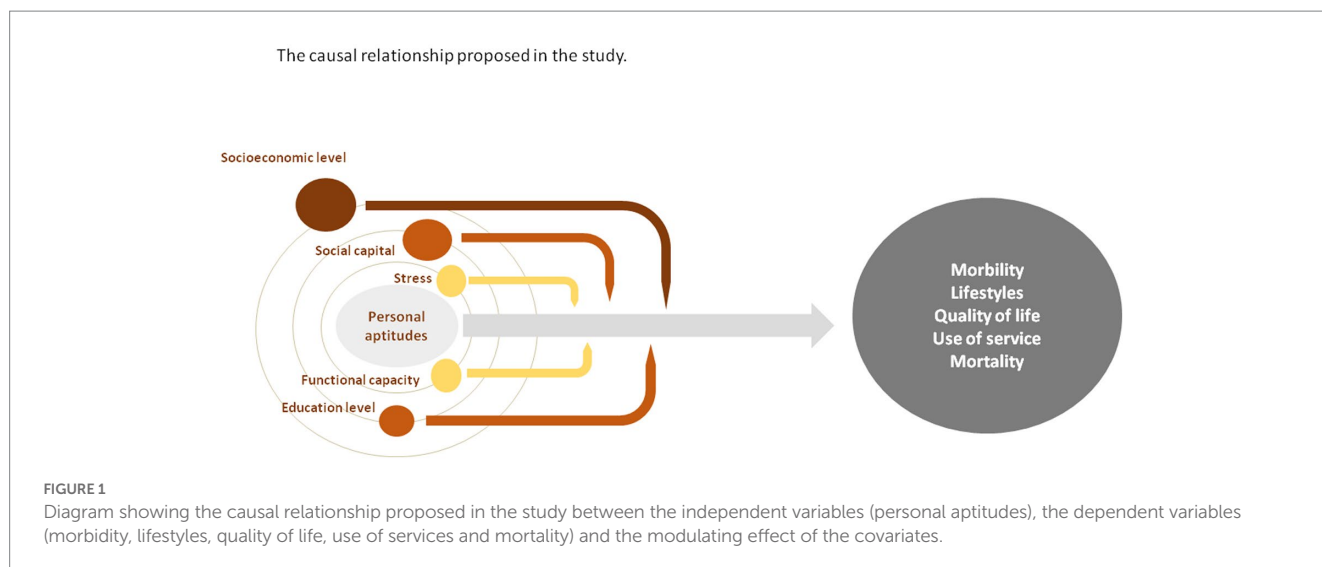 The causal relationship proposed in the study.
Socioeconomic level
Social capital
Stress
Personal
aptitudes
Functional capacity
Education level
Morbility
Lifestyles
Quality of life
Use of service
Mortality
FIGURE 1
Diagram showing the causal relationship proposed in the study between the independent variables (personal aptitudes), the dependent variables
(morbidity, lifestyles, quality of life, use of services and mortality) and the modulating effect of the covariates.